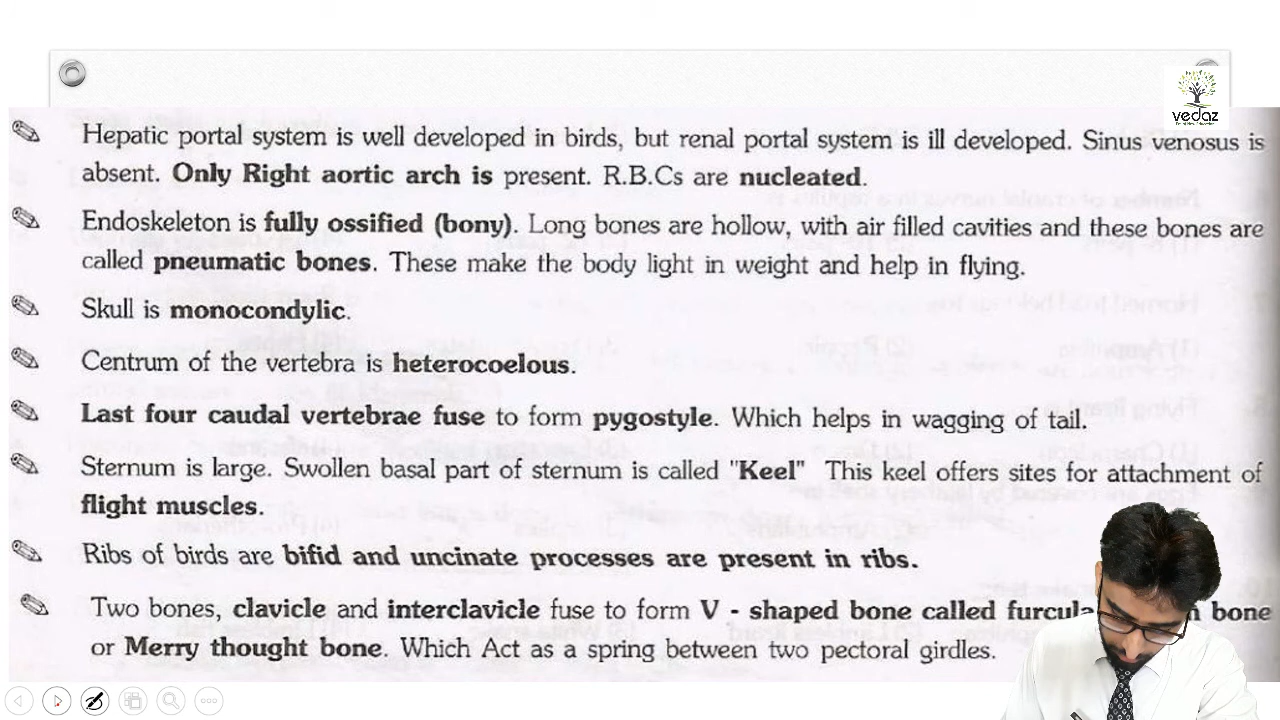 vedaz
Hepatic portal system is well developed in birds, but renal portal system is ill developed. Sinus venosus is
absent. Only Right aortic arch is present. R.B.Cs are nucleated.
Endoskeleton is fully ossified (bony). Long bones are hollow, with air filled cavities and these bones are
called pneumatic bones. These make the body light in weight and help in flying.
Skull is monocondylic.
Centrum of the vertebra is heterocoelous.
Last four caudal vertebrae fuse to form pygostyle. Which helps in wagging of tail.
Sternum is large. Swollen basal part of sternum is called "Keel" This keel offers sites for attachment of
flight muscles.
Ribs of birds are bifid and uncinate processes are present in ribs.
Two bones, clavicle and interclavicle fuse to form V - shaped bone called furcula bone
or Merry thought bone. Which Act as a spring between two pectoral girdles.